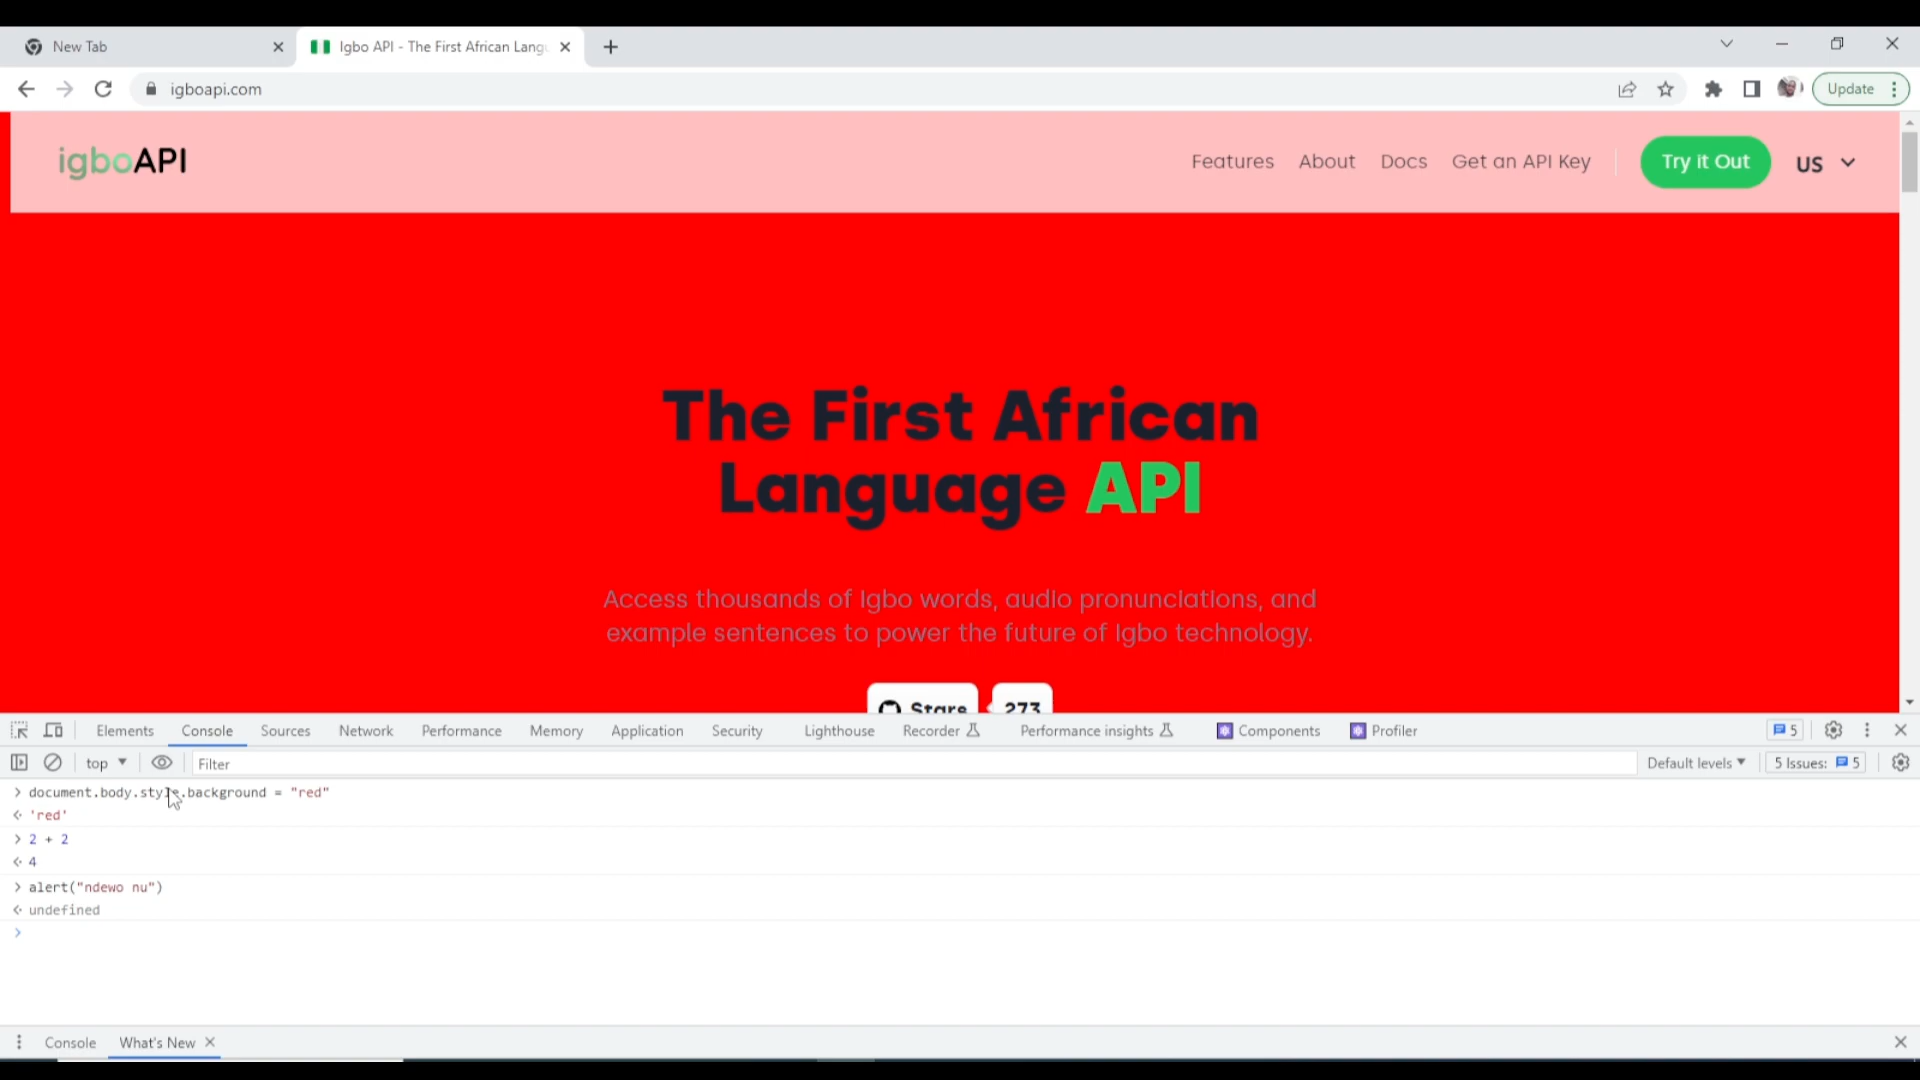 New Tab
Igbo API - The First African Langu
igboapi.com
Update
igboAPI
Features About Docs Get an API Key Try it Out US
The First African
Language API
Access thousands of Igbo words, audio pronunciations, and
example sentences to power the future of Igbo technology.
Stars 273
Elements Console Sources Network Performance Memory Application Security Lighthouse Recorder Performance insights Components Profiler 5
top Filter Default levels 5 Issues: 5
> document.body.style.background = "red"
'red'
> 2 + 2
4
> alert("ndewo nu")
undefined
>
Console What's New